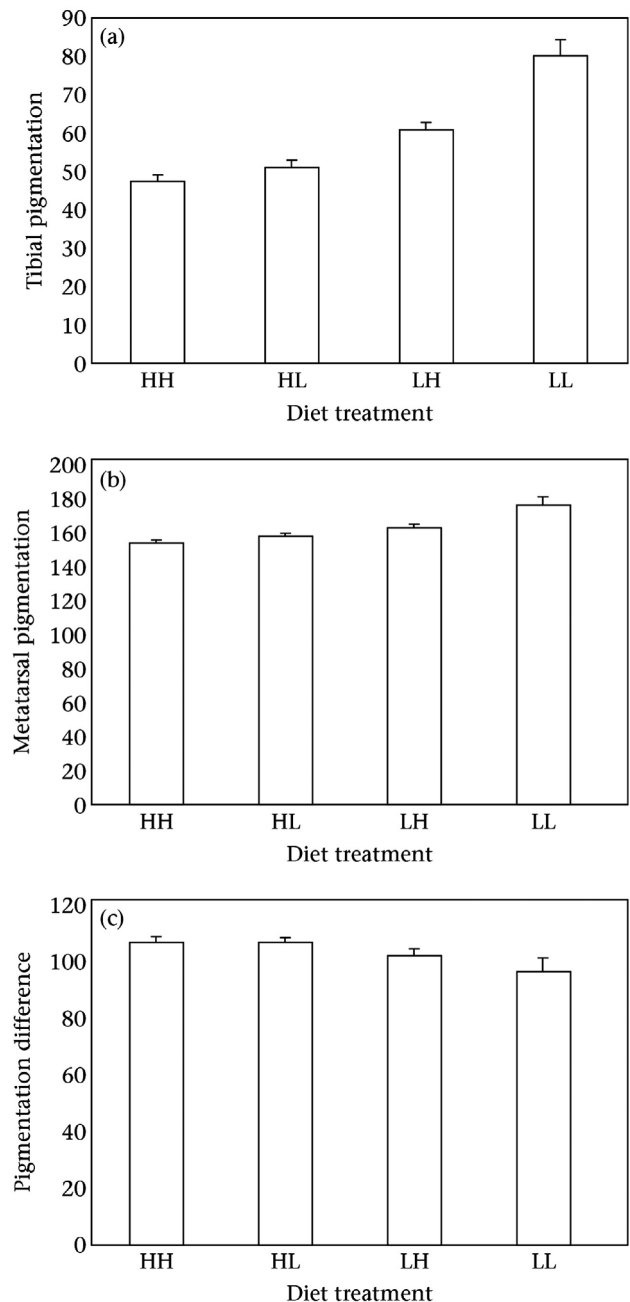 (a)
Tibial pigmentation
90
80
70
60
50
40
30
20
10
0
HH HL LH LL
Diet treatment
(b)
Metatarsal pigmentation
200
180
160
140
120
100
80
60
40
20
0
HH HL LH LL
Diet treatment
(c)
Pigmentation difference
120
100
80
60
40
20
0
HH HL LH LL
Diet treatment